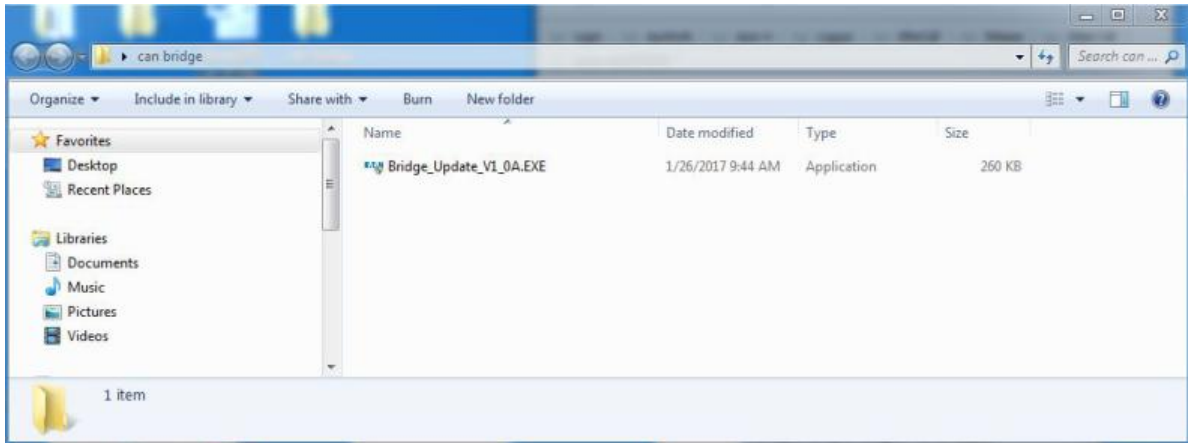 can bridge
Search can ...
Organize Include in library Share with Burn New folder
Favorites
Desktop
Recent Places
Libraries
Documents
Music
Pictures
Videos
Name Date modified Type Size
Bridge_Update_V1_0A.EXE 1/26/2017 9:44 AM Application 260 KB
1 item